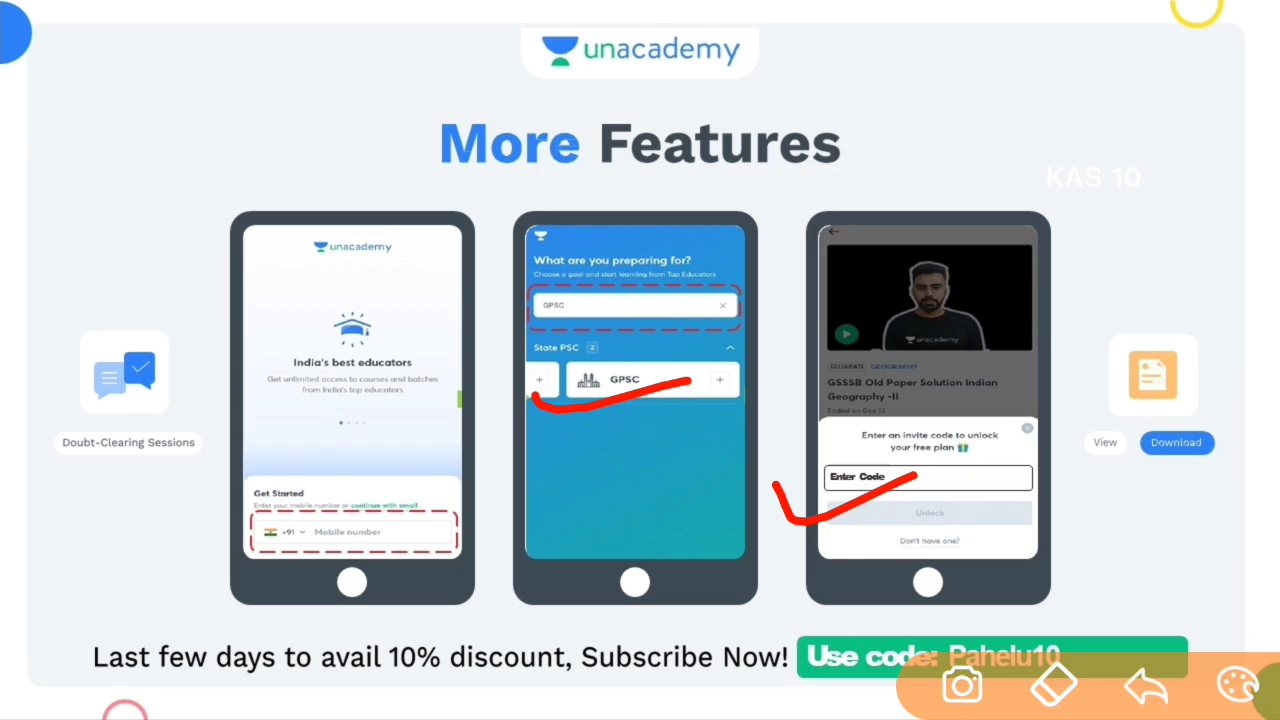 unacademy
More Features
KAS 10
unacademy
India's best educators
Get unlimited access to courses and batches
from India's top educators
Get Started
Enter your mobile number or continue with email
+91 Mobile number
What are you preparing for?
Choose a goal and start learning from Top Educators
GPSC
State PSC 2
GPSC
unacademy
GUJARATI GEOGRAPHY
GSSSB Old Paper Solution Indian
Geography -II
Ended on Dec 13
Enter an invite code to unlock
your free plan
Enter Code
Unlock
Don't have one?
Doubt-Clearing Sessions
View Download
Last few days to avail 10% discount, Subscribe Now! Use code: Pahelu10